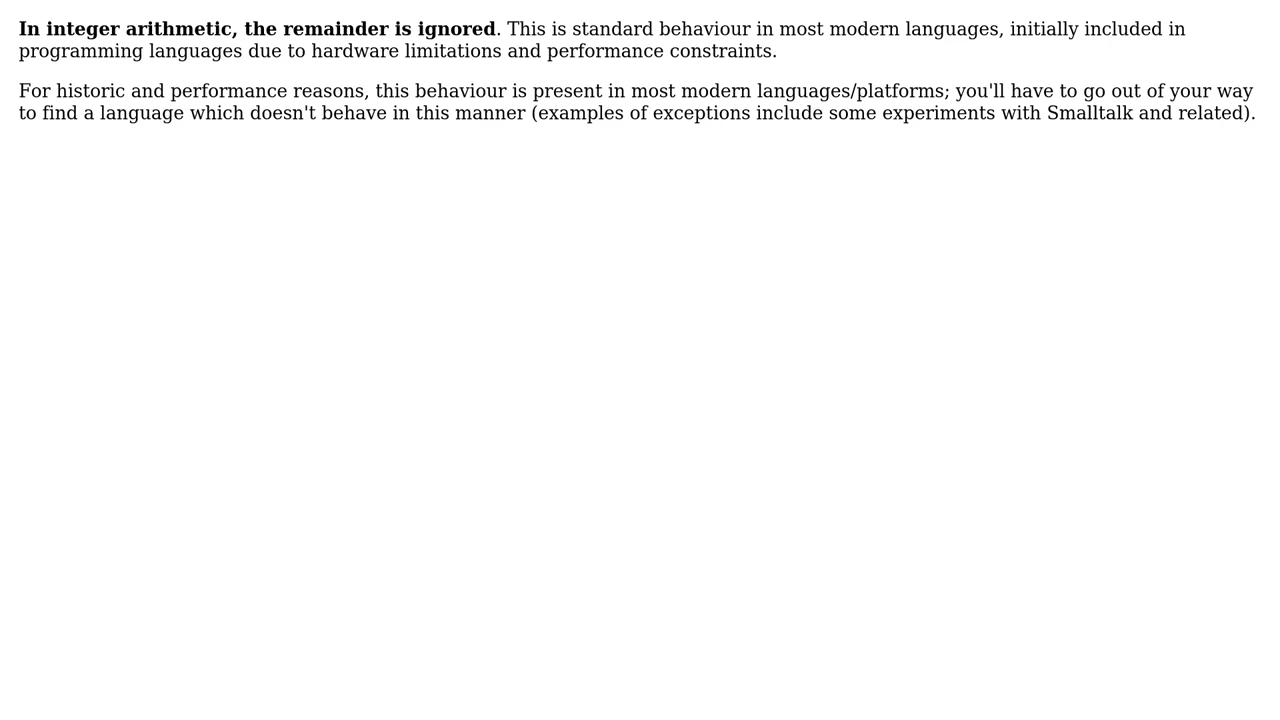 In integer arithmetic, the remainder is ignored. This is standard behaviour in most modern languages, initially included in
programming languages due to hardware limitations and performance constraints.
For historic and performance reasons, this behaviour is present in most modern languages/platforms; you'll have to go out of your way
to find a language which doesn't behave in this manner (examples of exceptions include some experiments with Smalltalk and related).